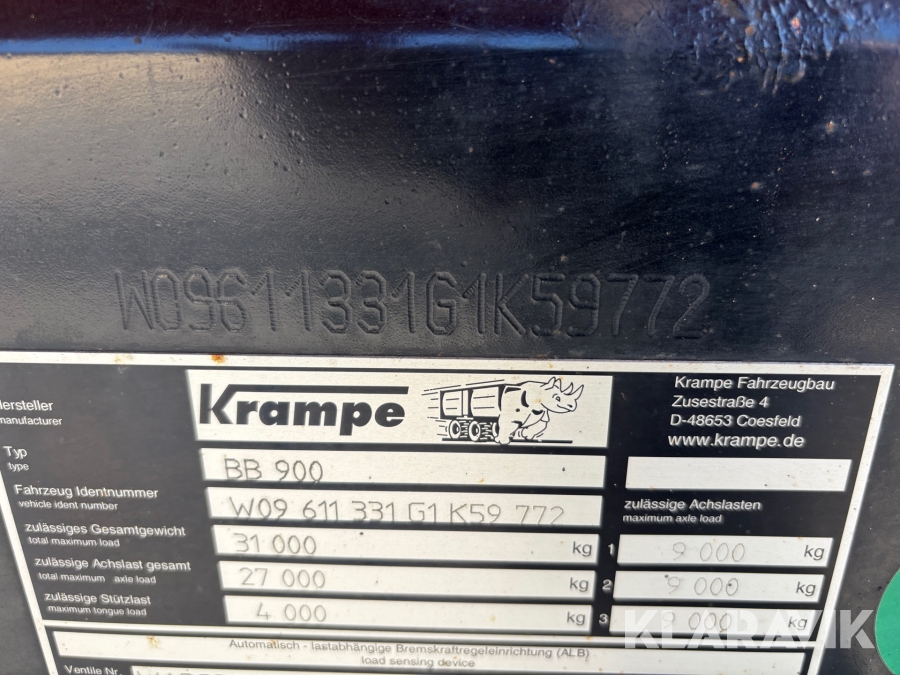 W09611331G1K59772
Krampe
Krampe Fahrzeugbau
Zusestraße 4
D-48653 Coesfeld
www.krampe.de
Hersteller
manufacturer
Typ
type
BB 900
Fahrzeug Identnummer
vehicle ident number
W09 611 331 G1 K59 772
zulässige Achslasten
maximum axle load
zulässiges Gesamtgewicht
total maximum load
31 000 kg
1 9 000 kg
zulässige Achslast gesamt
total maximum axle load
27 000 kg
2 9 000 kg
zulässige Stützlast
maximum tongue load
4 000 kg
3 9 000 kg
KLARAVIK
Automatisch - lastabhängige Bremskraftregeleinrichtung (ALB)
load sensing device
Ventile Nr.